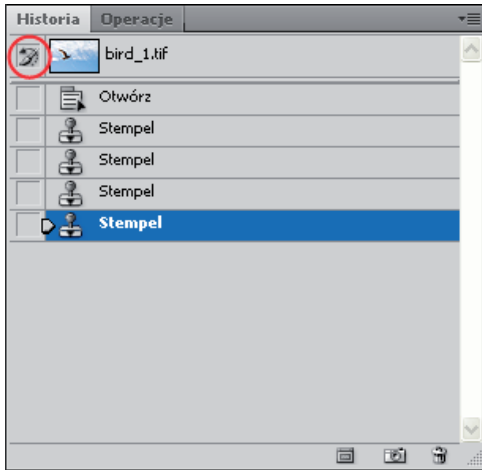 Historia Operacje
bird_1.tif
Otwórz
Stempel
Stempel
Stempel
Stempel